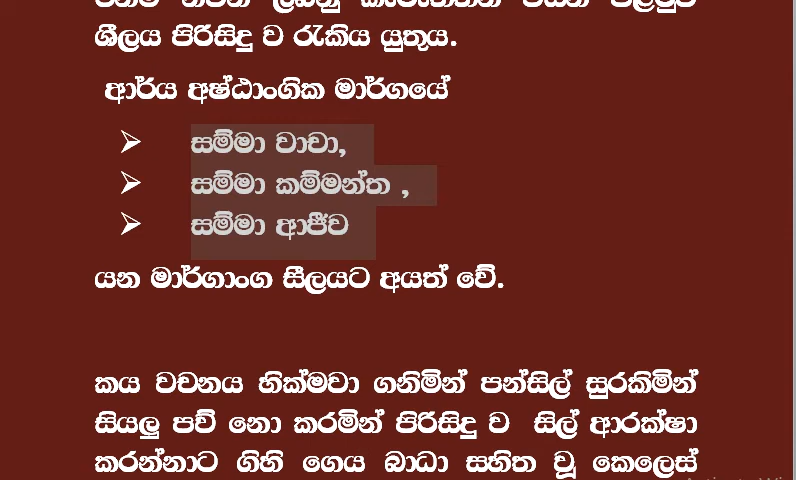 ශීලය පිරිසිදු ව රැකිය යුතුය.
ආර්ය අෂ්ඨාංගික මාර්ගයේ
➢ සම්මා වාචා,
➢ සම්මා කම්මන්ත ,
➢ සම්මා ආජීව
යන මාර්ගාංග සීලයට අයත් වේ.
කය වචනය හික්මවා ගනිමින් පන්සිල් සුරකිමින්
සියලු පව් නො කරමින් පිරිසිදු ව සිල් ආරක්ෂා
කරන්නාට ගිහි ගෙය බාධා සහිත වූ කෙලෙස්